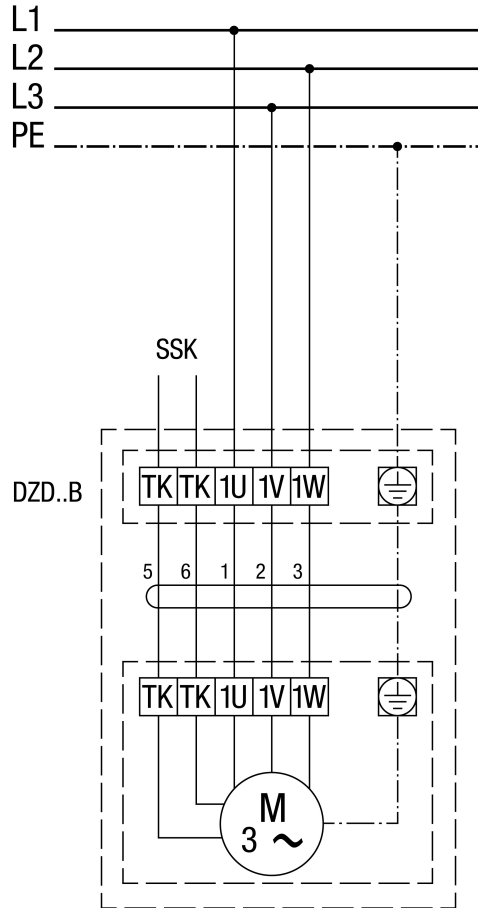 L1
L2
L3
PE
SSK
DZD..B
TK TK 1U 1V 1W
5 6 1 2 3
TK TK 1U 1V 1W
M
3 ~